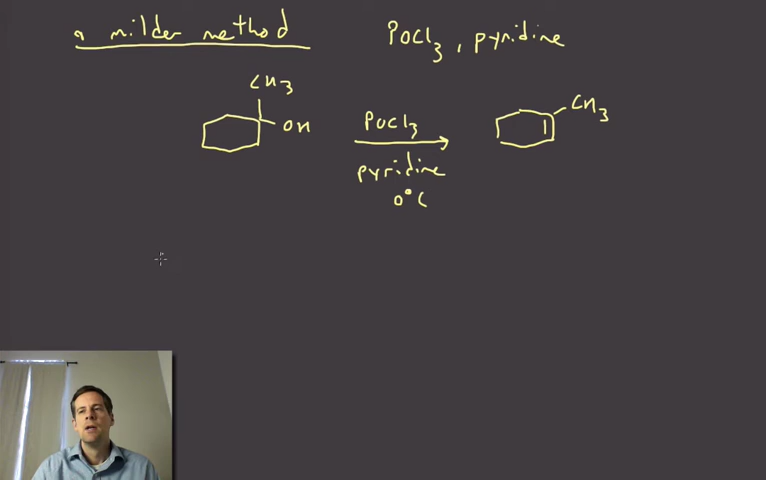 a milder method
POCl3, pyridine
CH3
OH
POCl3
pyridine
0°C
CH3